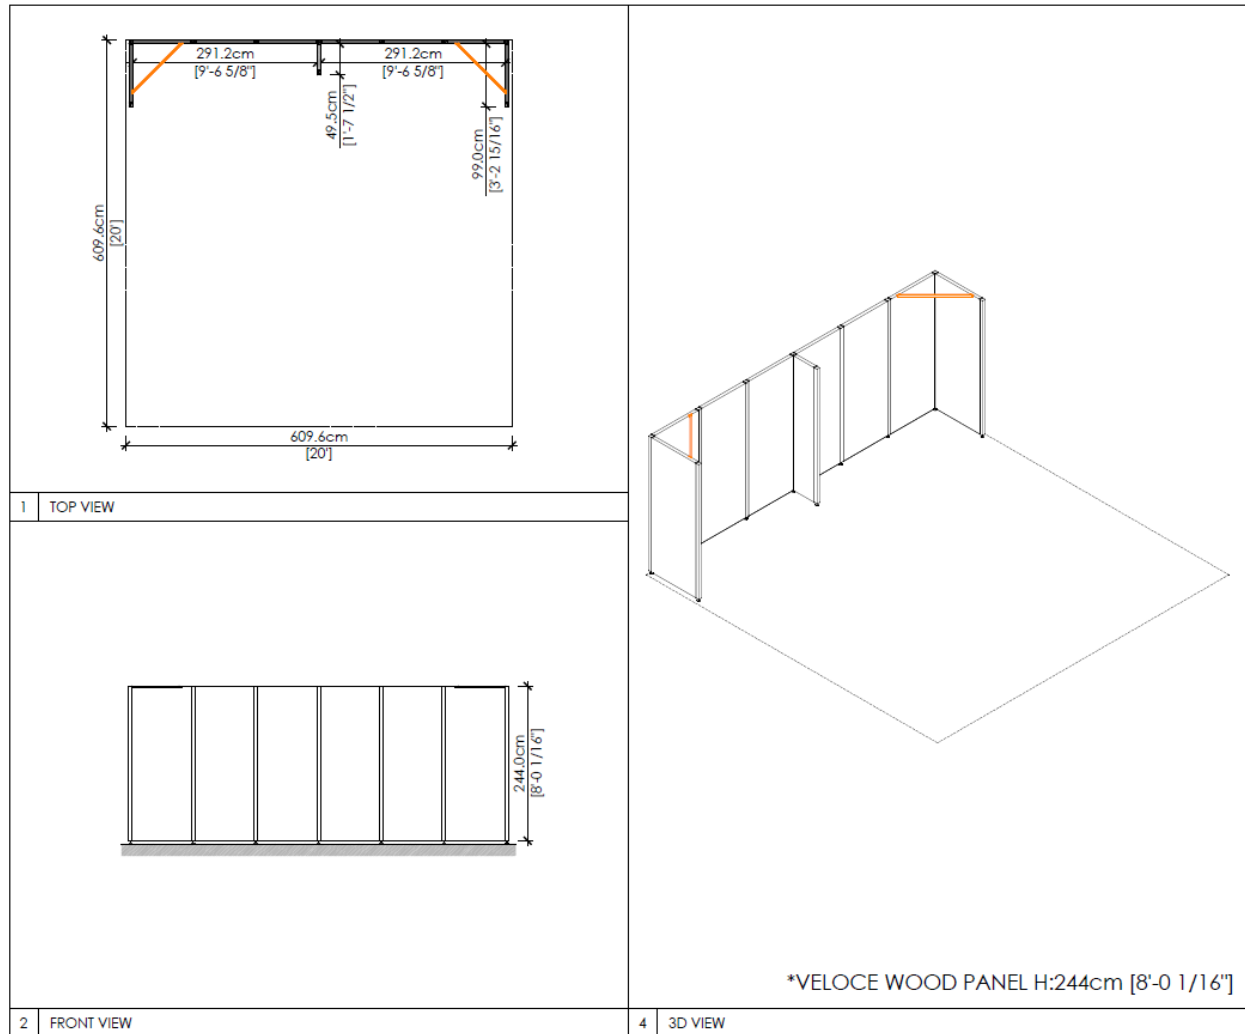 291.2cm
[9'-6 5/8"]
291.2cm
[9'-6 5/8"]
49.5cm
[1'-7 1/2"]
99.0cm
[3'-2 15/16"]
609.6cm
[20']
609.6cm
[20']
1 TOP VIEW
244.0cm
[8'-0 1/16"]
2 FRONT VIEW
*VELOCE WOOD PANEL H:244cm [8'-0 1/16"]
4 3D VIEW